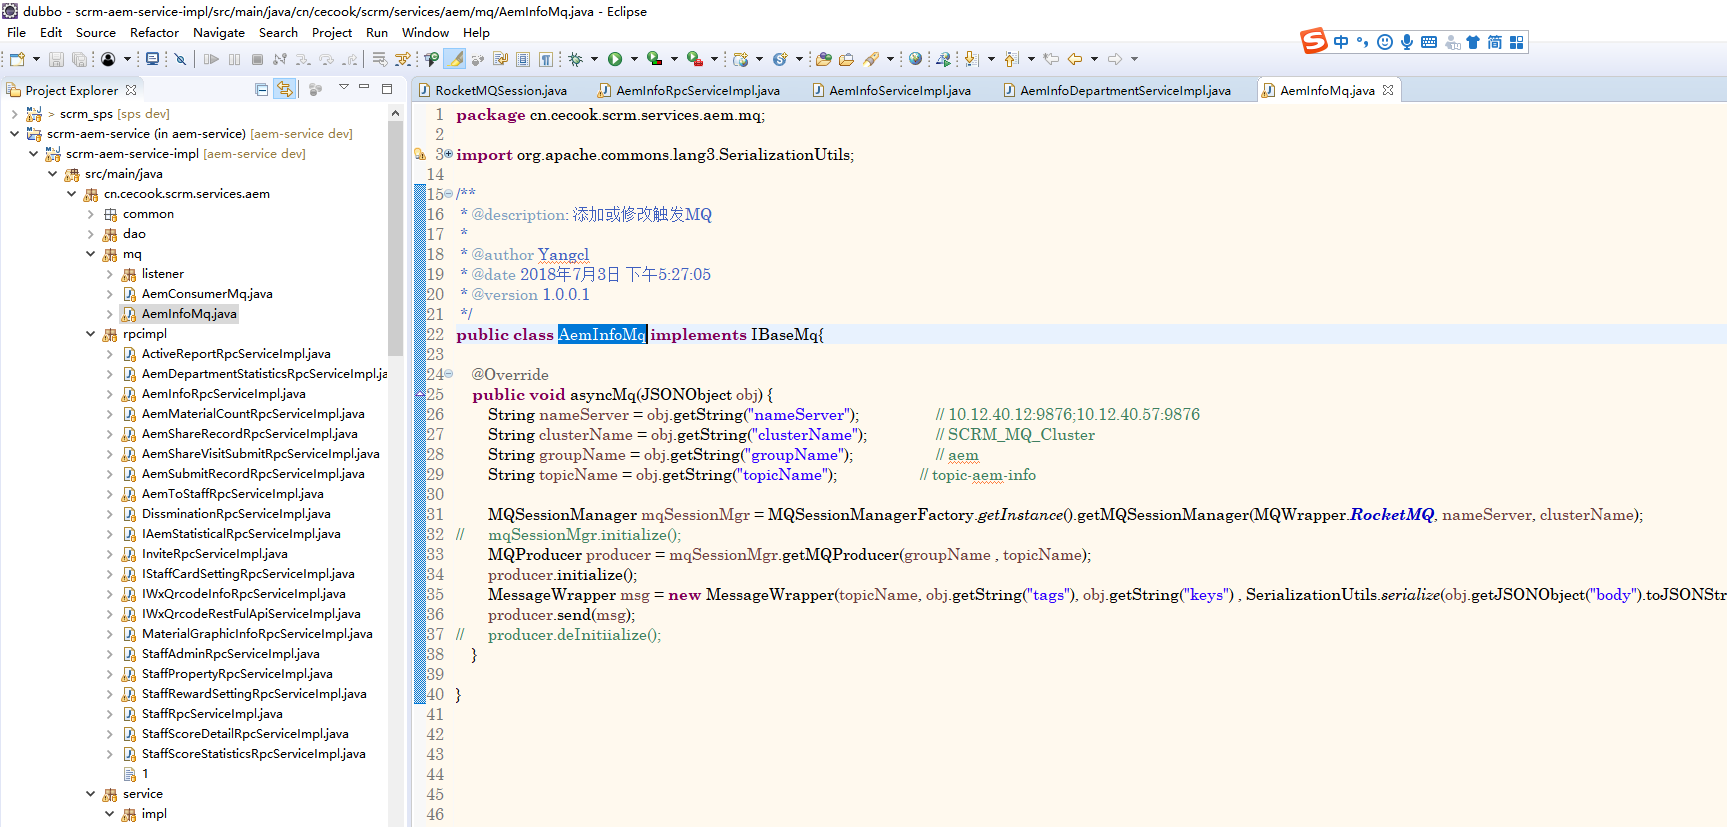 dubbo - scrm-aem-service-impl/src/main/java/cn/cecook/scrm/services/aem/mq/AemInfoMq.java - Eclipse
File Edit Source Refactor Navigate Search Project Run Window Help
中 简
Project Explorer
RocketMQSession.java AemInfoRpcServiceImpl.java AemInfoServiceImpl.java AemInfoDepartmentServiceImpl.java AemInfoMq.java
> scrm_sps [sps dev]
scrm-aem-service (in aem-service) [aem-service dev]
scrm-aem-service-impl [aem-service dev]
src/main/java
cn.cecook.scrm.services.aem
common
dao
mq
listener
AemConsumerMq.java
AemInfoMq.java
rpcimpl
ActiveReportRpcServiceImpl.java
AemDepartmentStatisticsRpcServiceImpl.ja
AemInfoRpcServiceImpl.java
AemMaterialCountRpcServiceImpl.java
AemShareRecordRpcServiceImpl.java
AemShareVisitSubmitRpcServiceImpl.java
AemSubmitRecordRpcServiceImpl.java
AemToStaffRpcServiceImpl.java
DissminationRpcServiceImpl.java
IAemStatisticalRpcServiceImpl.java
InviteRpcServiceImpl.java
IStaffCardSettingRpcServiceImpl.java
IWxQrcodeInfoRpcServiceImpl.java
IWxQrcodeRestFulApiServiceImpl.java
MaterialGraphicInfoRpcServiceImpl.java
StaffAdminRpcServiceImpl.java
StaffPropertyRpcServiceImpl.java
StaffRewardSettingRpcServiceImpl.java
StaffRpcServiceImpl.java
StaffScoreDetailRpcServiceImpl.java
StaffScoreStatisticsRpcServiceImpl.java
1
service
impl
1 package cn.cecook.scrm.services.aem.mq;
2
3 import org.apache.commons.lang3.SerializationUtils;
14
15 /**
16 * @description: 添加或修改触发MQ
17 *
18 * @author Yangcl
19 * @date 2018年7月3日 下午5:27:05
20 * @version 1.0.0.1
21 */
22 public class AemInfoMq implements IBaseMq{
23
24 @Override
25 public void asyncMq(JSONObject obj) {
26 String nameServer = obj.getString("nameServer"); // 10.12.40.12:9876;10.12.40.57:9876
27 String clusterName = obj.getString("clusterName"); // SCRM_MQ_Cluster
28 String groupName = obj.getString("groupName"); // aem
29 String topicName = obj.getString("topicName"); // topic-aem-info
30
31 MQSessionManager mqSessionMgr = MQSessionManagerFactory.getInstance().getMQSessionManager(MQWrapper.RocketMQ, nameServer, clusterName);
32 // mqSessionMgr.initialize();
33 MQProducer producer = mqSessionMgr.getMQProducer(groupName , topicName);
34 producer.initialize();
35 MessageWrapper msg = new MessageWrapper(topicName, obj.getString("tags"), obj.getString("keys") , SerializationUtils.serialize(obj.getJSONObject("body").toJSONStr
36 producer.send(msg);
37 // producer.deInitiialize();
38 }
39
40 }
41
42
43
44
45
46